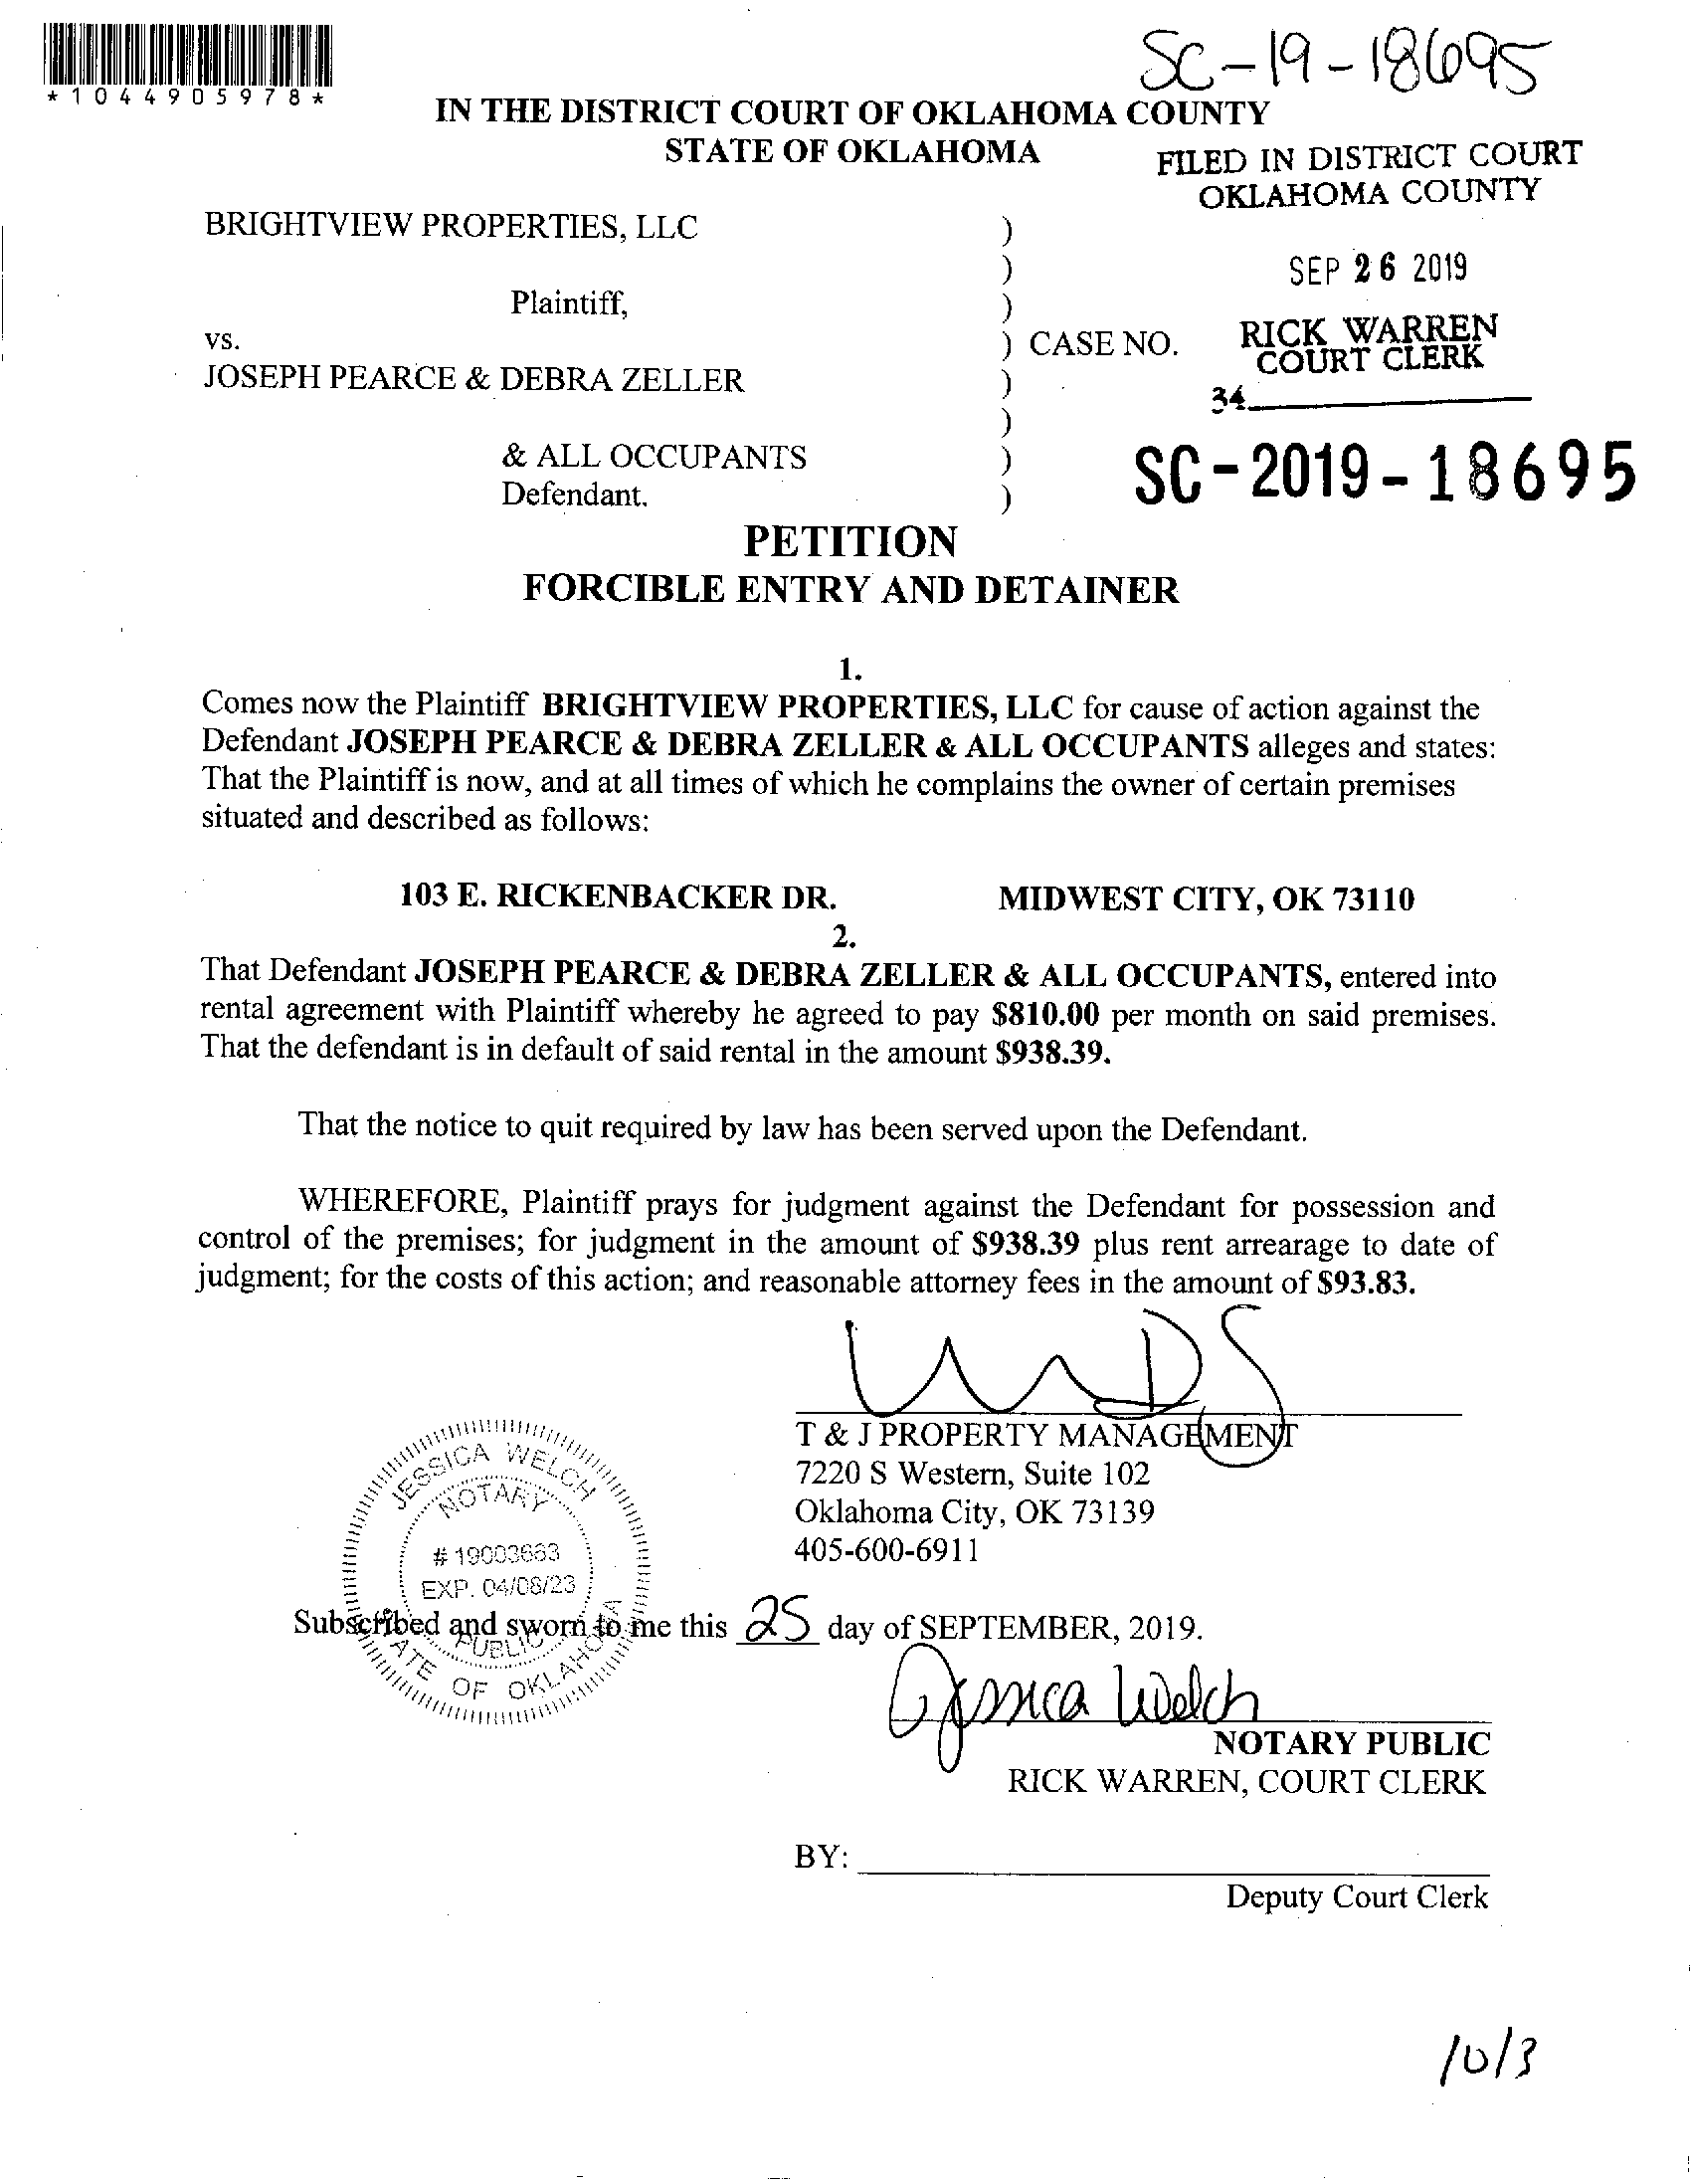 SC-19-18695
*1044905978*
IN THE DISTRICT COURT OF OKLAHOMA COUNTY
STATE OF OKLAHOMA
FILED IN DISTRICT COURT
OKLAHOMA COUNTY
BRIGHTVIEW PROPERTIES, LLC )
)
SEP 26 2019
Plaintiff, )
vs. ) CASE NO.
RICK WARREN
COURT CLERK
JOSEPH PEARCE & DEBRA ZELLER )
34
)
& ALL OCCUPANTS )
SC-2019-18695
Defendant. )
PETITION
FORCIBLE ENTRY AND DETAINER
1.
Comes now the Plaintiff BRIGHTVIEW PROPERTIES, LLC for cause of action against the
Defendant JOSEPH PEARCE & DEBRA ZELLER & ALL OCCUPANTS alleges and states:
That the Plaintiff is now, and at all times of which he complains the owner of certain premises
situated and described as follows:
103 E. RICKENBACKER DR. MIDWEST CITY, OK 73110
2.
That Defendant JOSEPH PEARCE & DEBRA ZELLER & ALL OCCUPANTS, entered into
rental agreement with Plaintiff whereby he agreed to pay $810.00 per month on said premises.
That the defendant is in default of said rental in the amount $938.39.
That the notice to quit required by law has been served upon the Defendant.
WHEREFORE, Plaintiff prays for judgment against the Defendant for possession and
control of the premises; for judgment in the amount of $938.39 plus rent arrearage to date of
judgment; for the costs of this action; and reasonable attorney fees in the amount of $93.83.
T & J PROPERTY MANAGEMENT
7220 S Western, Suite 102
Oklahoma City, OK 73139
405-600-6911
JESSICA WELCH
NOTARY
EXP. 04/08/23
PUBLIC
OF OKLAHOMA
Subscribed and sworn to me this 25 day of SEPTEMBER, 2019.
Jessica Welch
NOTARY PUBLIC
RICK WARREN, COURT CLERK
BY:
Deputy Court Clerk
10/3